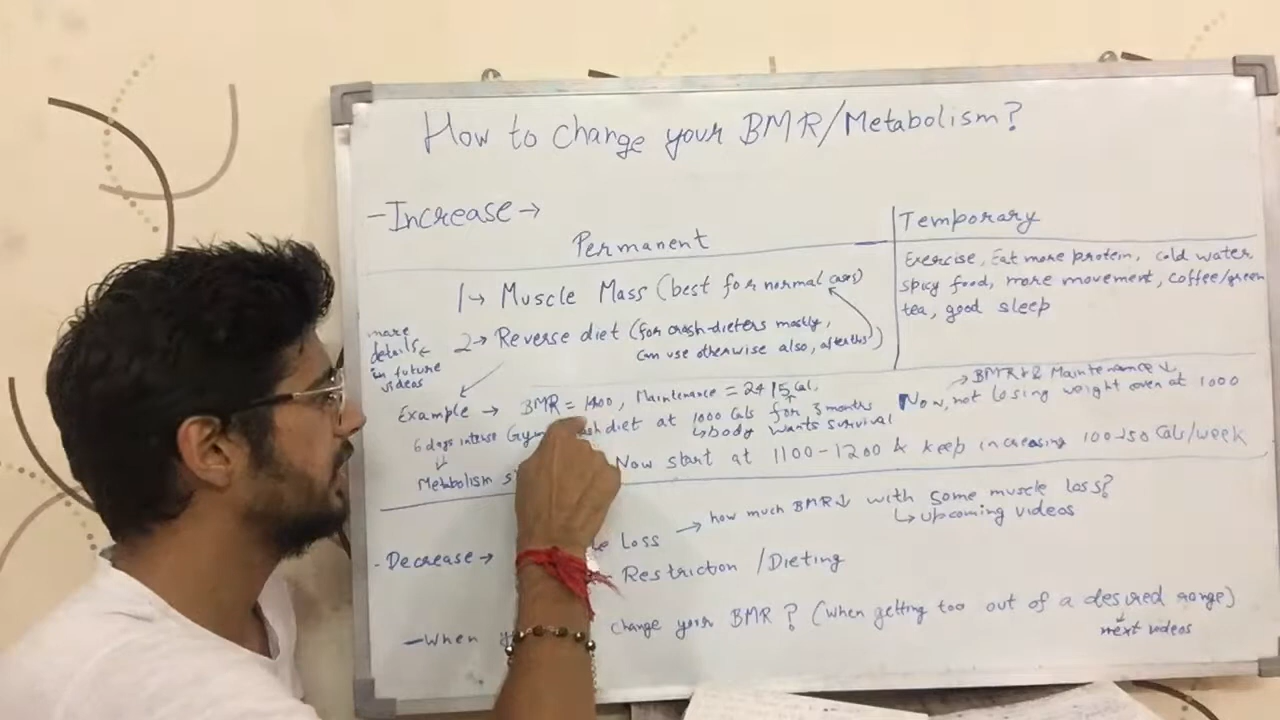 How to change your BMR/Metabolism?
-Increase→
Permanent
Temporary
1→ Muscle Mass (best for normal cases)
Exercise, Eat more protein, cold water
spicy food, more movement, coffee/green
tea, good sleep
more
details
in future
videos
2→ Reverse diet (for crash-dieters mostly,
can use otherwise also, after this)
Example → BMR = 1400, Maintenance = 2415 Cal.
6 days intense Gym diet at 1000 Cals for 3 months
↳body wants survival
→BMR↓ & Maintenance↓
Now, not losing weight even at 1000
Metabolism
Now start at 1100-1200 & keep increasing 100-150 Cals/week
-Decrease→ Loss → how much BMR↓ with some muscle loss?
↳upcoming videos
Restriction /Dieting
-When change your BMR? (when getting too out of a desired range)
next videos